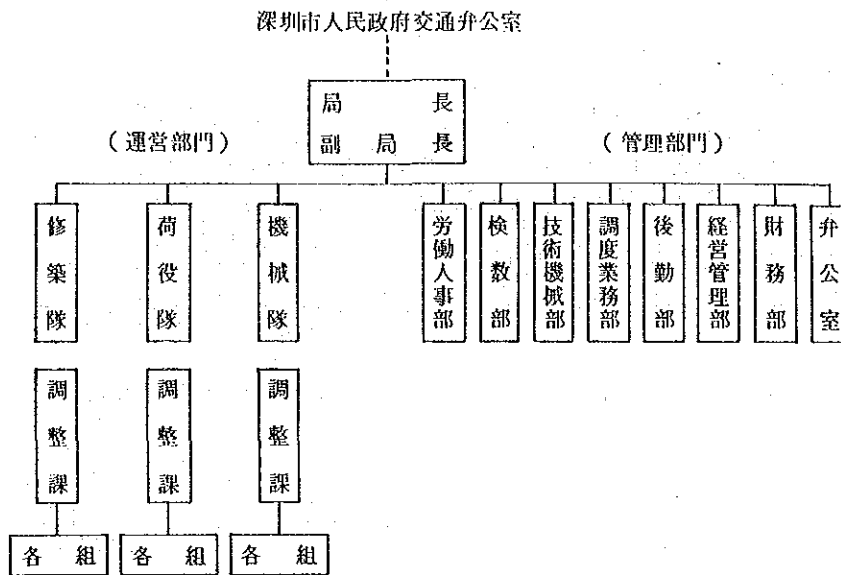 深圳市人民政府交通弁公室
局長
副局長
(運営部門)
(管理部門)
修築隊
荷役隊
機械隊
労働人事部
検数部
技術機械部
調度業務部
後勤部
経営管理部
財務部
弁公室
調整課
調整課
調整課
各組
各組
各組